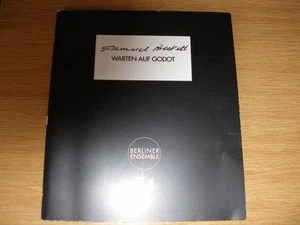 Samuel Beckett
WARTEN AUF GODOT
BERLINER
ENSEMBLE